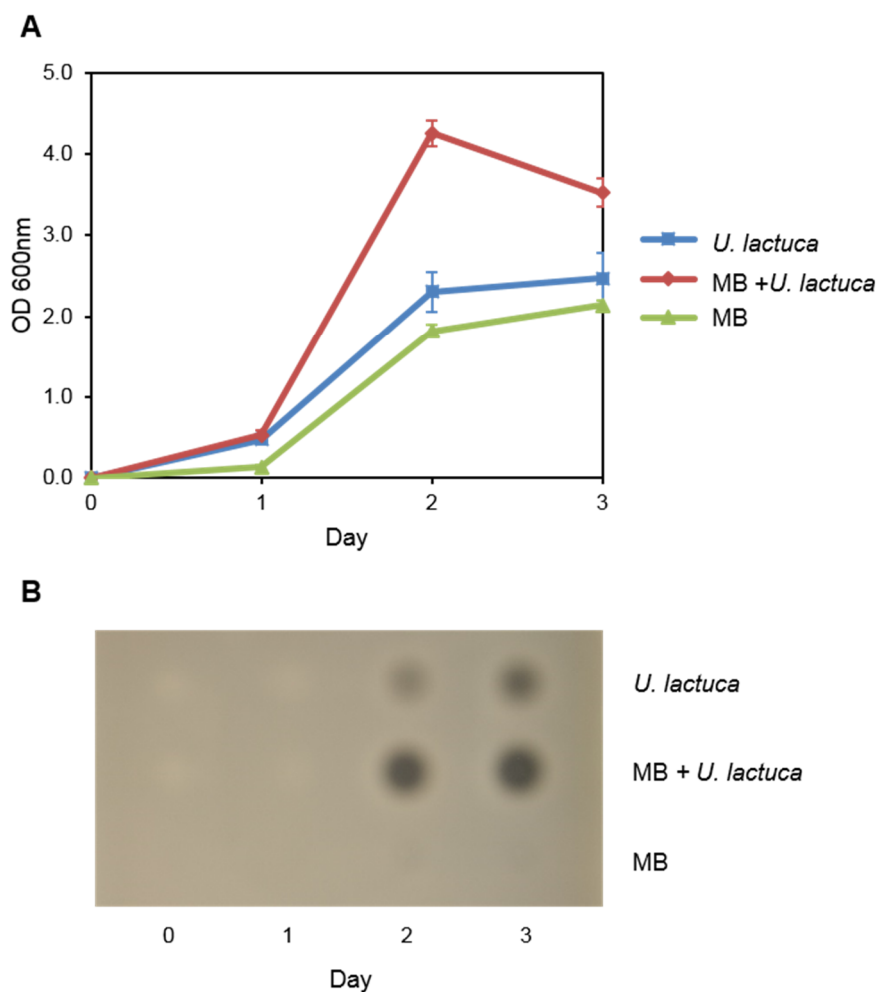 A
5.0
4.0
3.0
2.0
1.0
0.0
OD 600nm
0 1 2 3
Day
U. lactuca
MB +U. lactuca
MB
B
U. lactuca
MB + U. lactuca
MB
0 1 2 3
Day